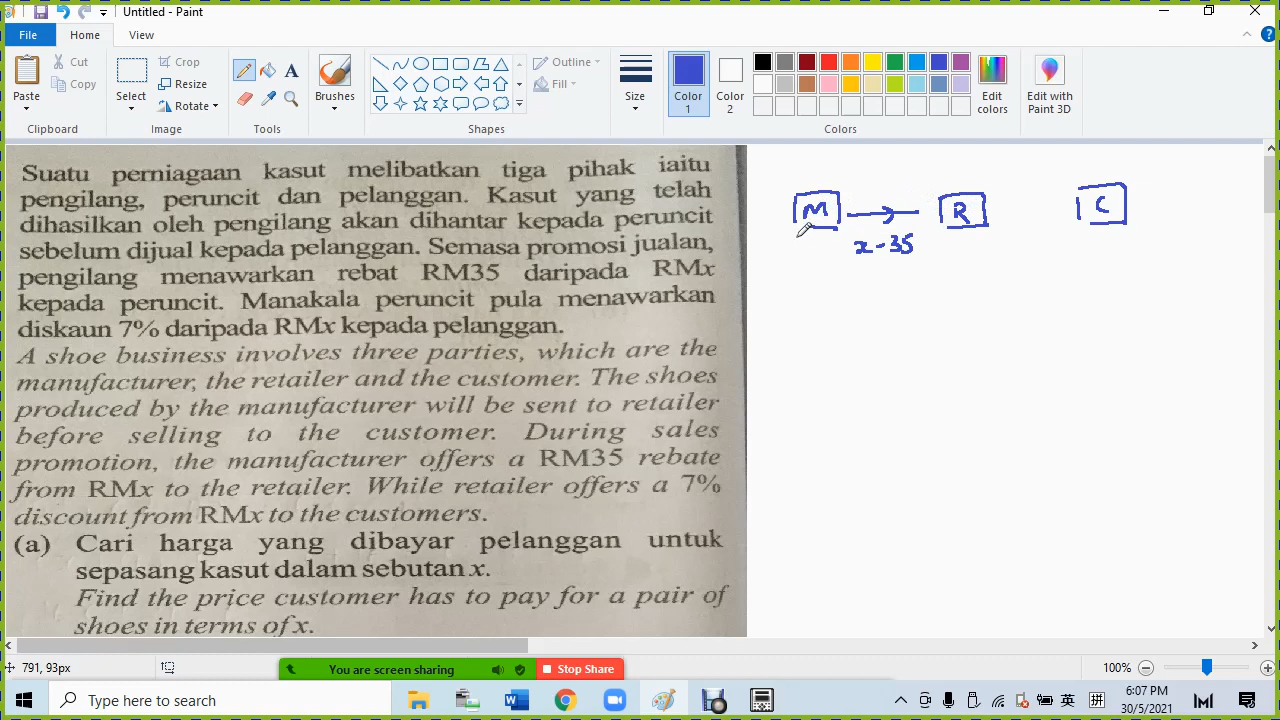 Untitled - Paint
File Home View
Paste Cut Copy Clipboard
Select Crop Resize Rotate Image
Tools
Brushes
Outline Fill Shapes
Size
Color 1 Color 2 Edit colors Colors
Edit with Paint 3D
Suatu perniagaan kasut melibatkan tiga pihak iaitu
pengilang, peruncit dan pelanggan. Kasut yang telah
dihasilkan oleh pengilang akan dihantar kepada peruncit
sebelum dijual kepada pelanggan. Semasa promosi jualan,
pengilang menawarkan rebat RM35 daripada RMx
kepada peruncit. Manakala peruncit pula menawarkan
diskaun 7% daripada RMx kepada pelanggan.
A shoe business involves three parties, which are the
manufacturer, the retailer and the customer. The shoes
produced by the manufacturer will be sent to retailer
before selling to the customer. During sales
promotion, the manufacturer offers a RM35 rebate
from RMx to the retailer. While retailer offers a 7%
discount from RMx to the customers.
(a) Cari harga yang dibayar pelanggan untuk
sepasang kasut dalam sebutan x.
Find the price customer has to pay for a pair of
shoes in terms of x.
M R C
x - 35
791, 93px
You are screen sharing Stop Share
100%
Type here to search
英 拼
6:07 PM
30/5/2021